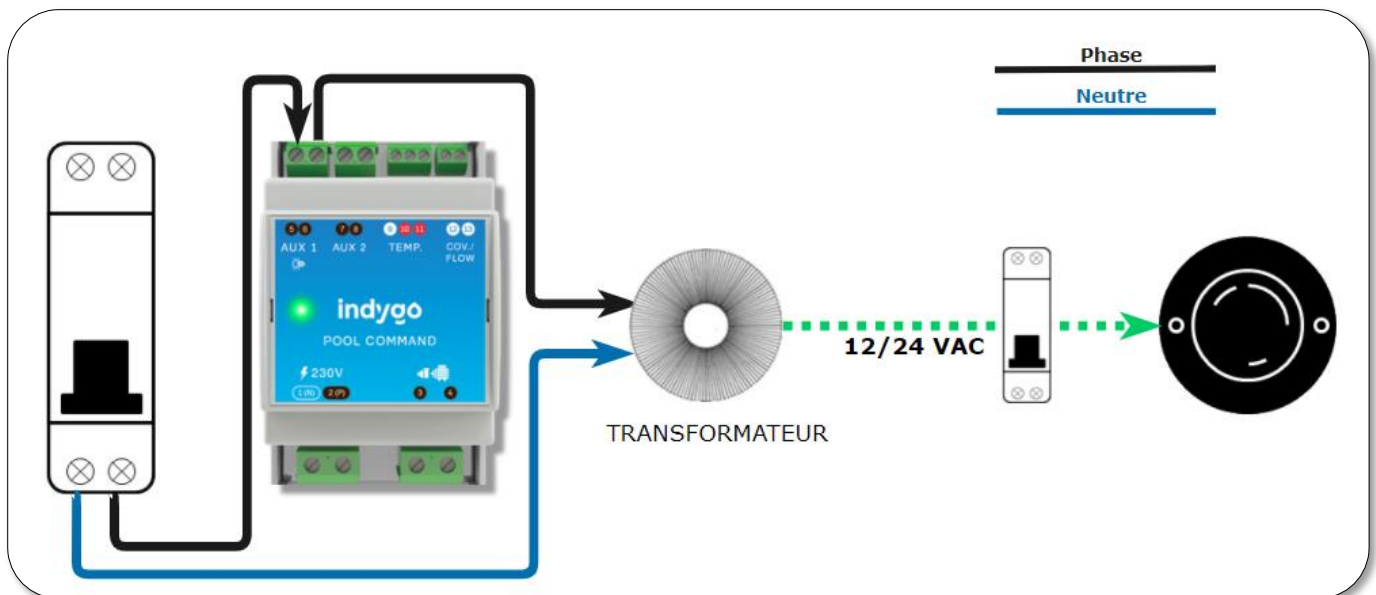 Phase
Neutre
5 6 7 8 9 10 11 12 13
AUX 1 AUX 2 TEMP. COV./
FLOW
indygo
POOL COMMAND
230V
1 (N) 2 (P) 3 4
12/24 VAC
TRANSFORMATEUR